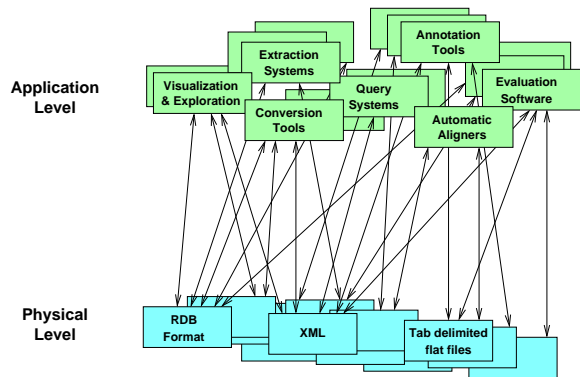 Application
Level
Annotation
Tools
Extraction
Systems
Visualization
& Exploration
Query
Systems
Evaluation
Software
Conversion
Tools
Automatic
Aligners
Physical
Level
RDB
Format
XML
Tab delimited
flat files